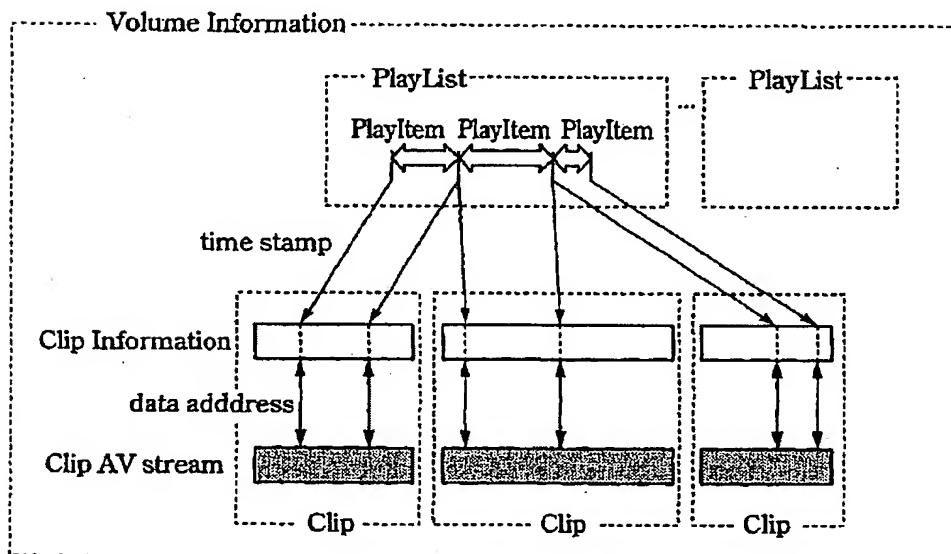 Volume Information
PlayList
... PlayList
PlayItem PlayItem PlayItem
time stamp
Clip Information
data adddress
Clip AV stream
Clip Clip Clip